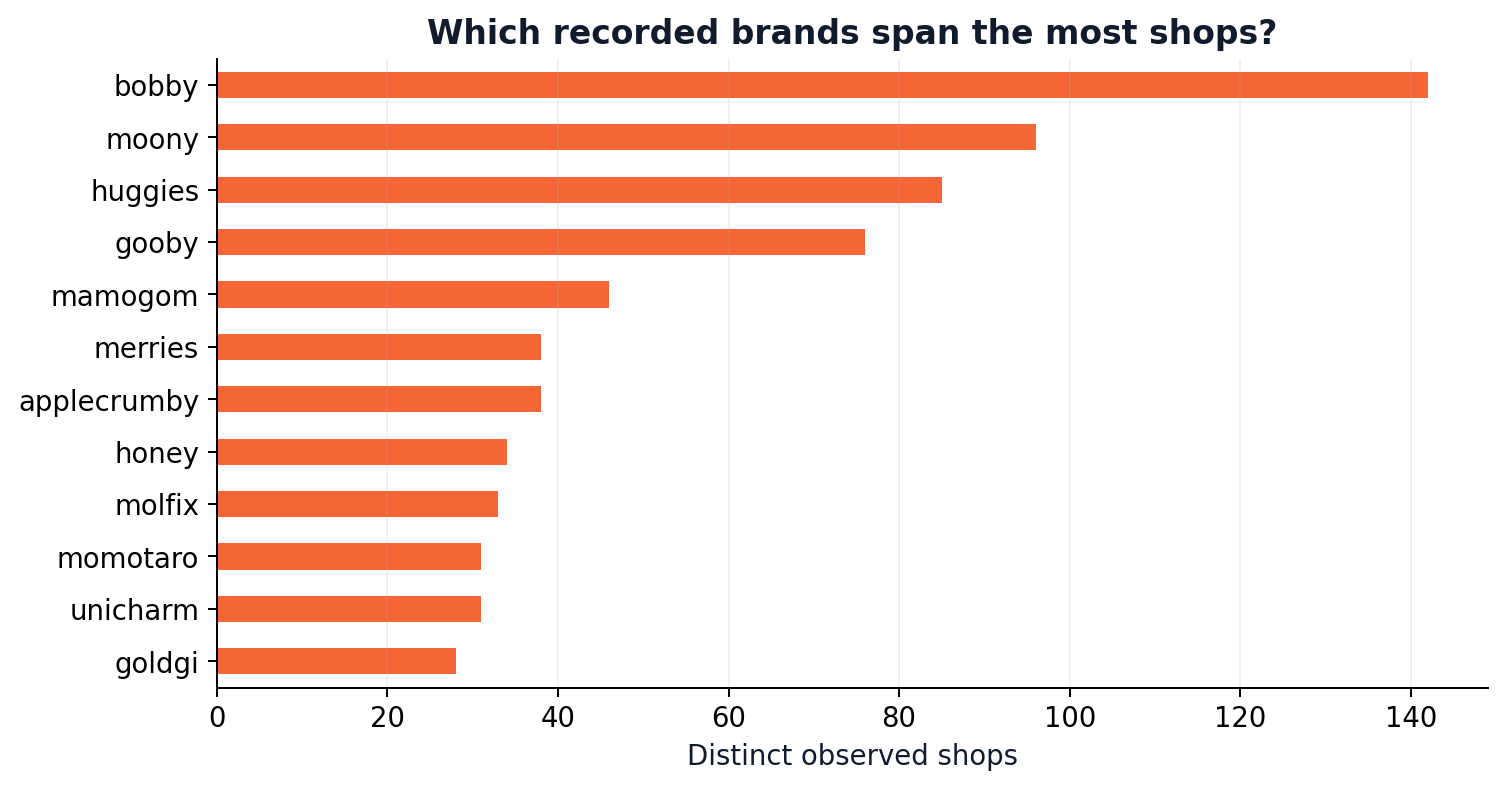 Which recorded brands span the most shops?
bobby
moony
huggies
gooby
mamogom
merries
applecrumby
honey
molfix
momotaro
unicharm
goldgi
0 20 40 60 80 100 120 140
Distinct observed shops